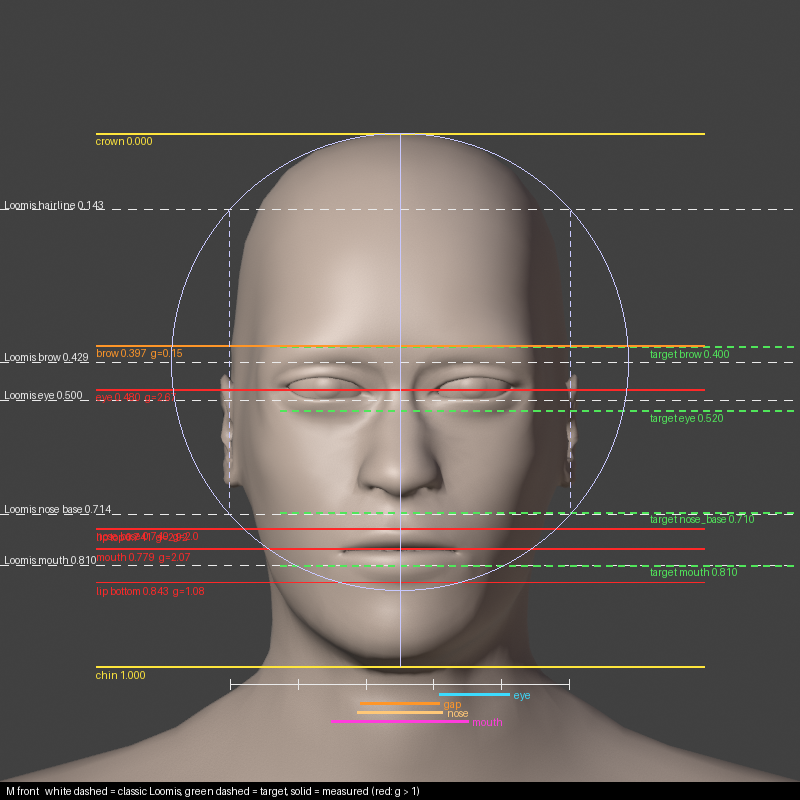 crown 0.000
Loomis hairline 0.143
brow 0.397 g=0.15
target brow 0.400
Loomis brow 0.429
Loomis eye 0.500
eye 0.480
target eye 0.520
Loomis nose base 0.714
target nose_base 0.710
mouth 0.779 g=2.07
Loomis mouth 0.810
target mouth 0.810
lip bottom 0.843 g=1.08
chin 1.000
eye
gap
nose
mouth
M front white dashed = classic Loomis, green dashed = target, solid = measured (red: g > 1)